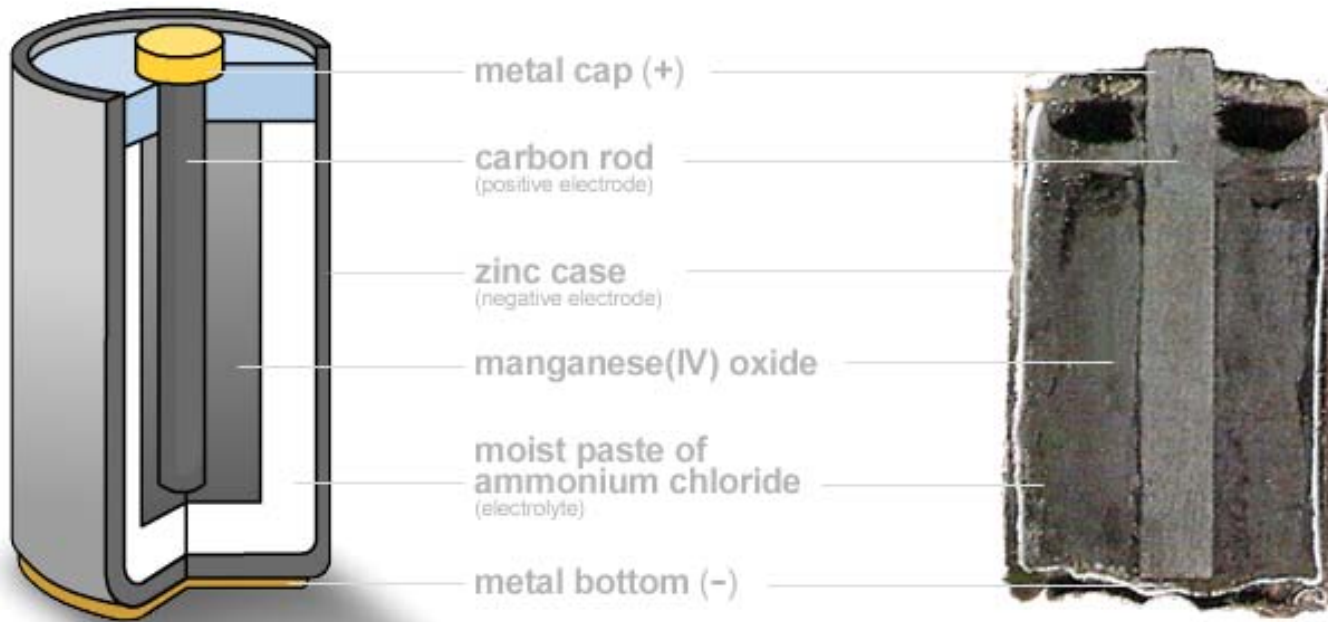 metal cap (+)
carbon rod
(positive electrode)
zinc case
(negative electrode)
manganese(IV) oxide
moist paste of
ammonium chloride
(electrolyte)
metal bottom (−)